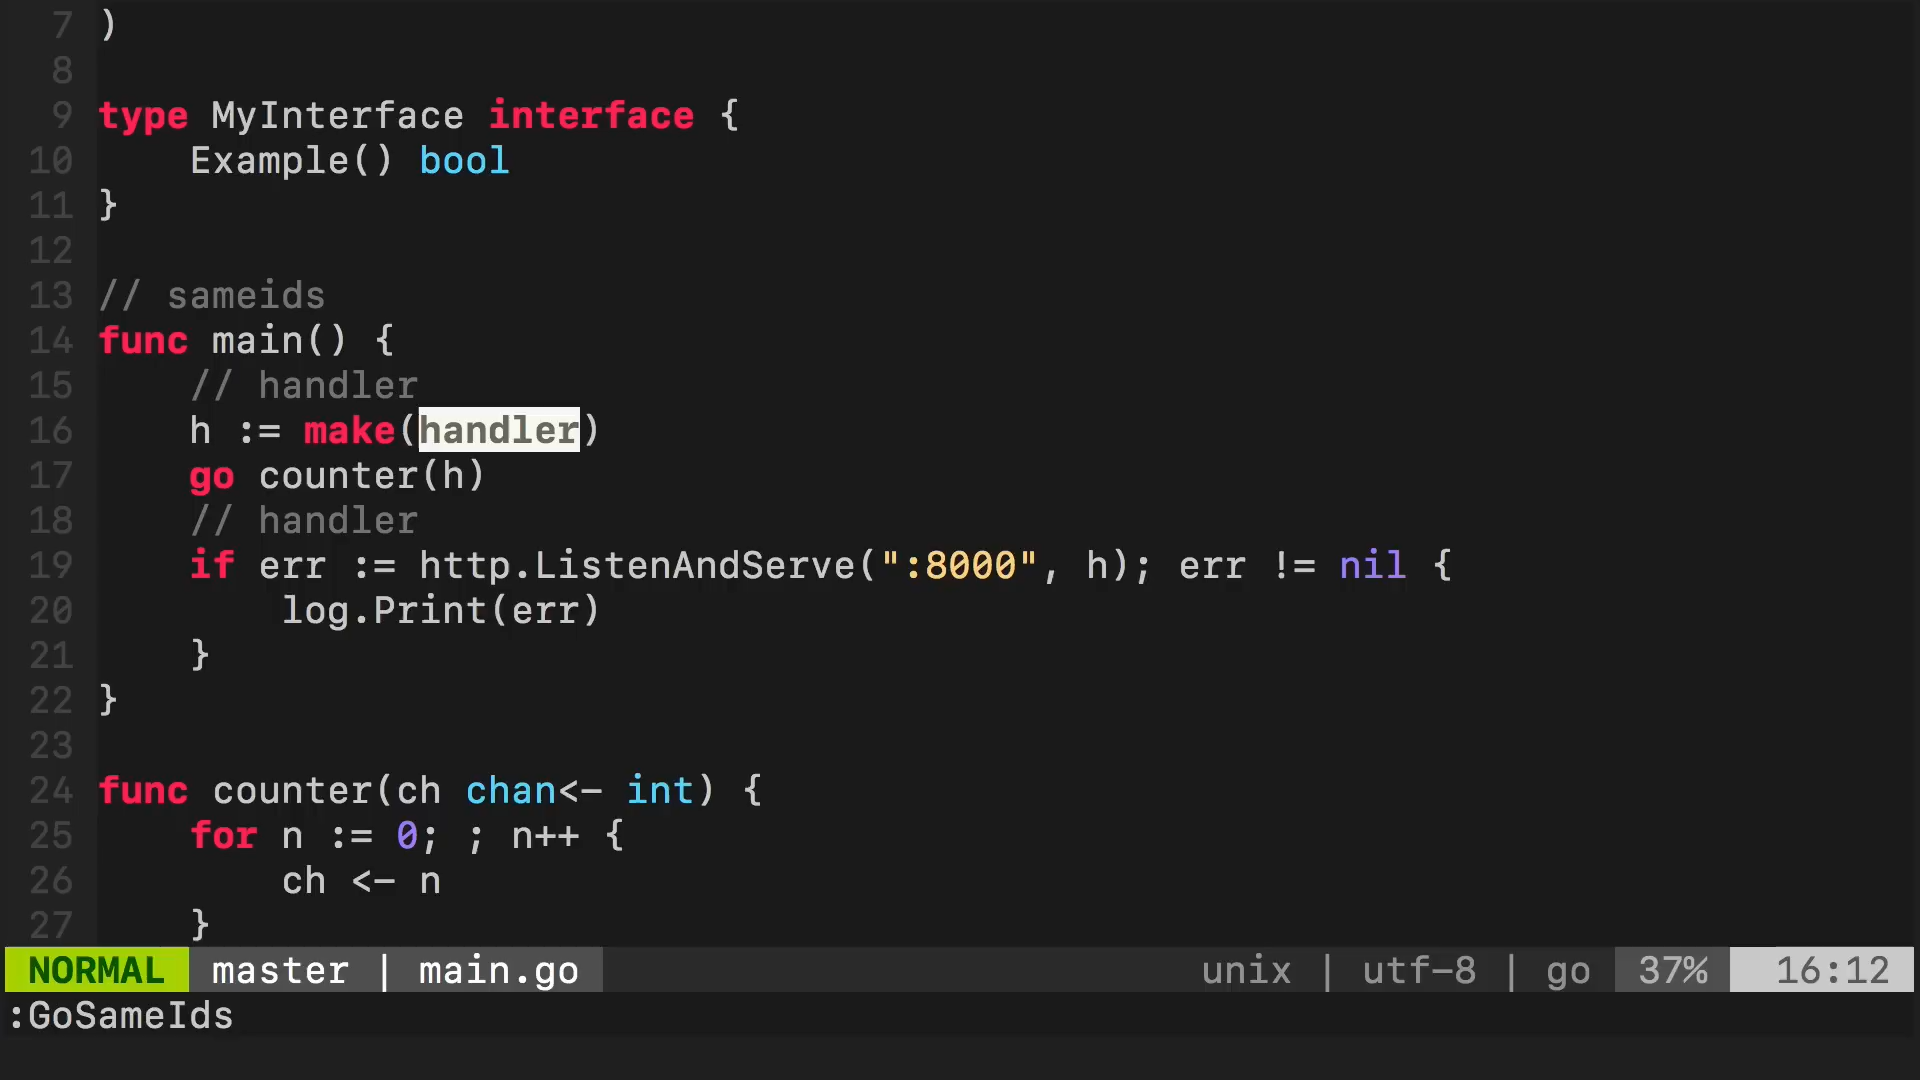 7 )
8
9 type MyInterface interface {
10 Example() bool
11 }
12
13 // sameids
14 func main() {
15 // handler
16 h := make(handler)
17 go counter(h)
18 // handler
19 if err := http.ListenAndServe(":8000", h); err != nil {
20 log.Print(err)
21 }
22 }
23
24 func counter(ch chan<- int) {
25 for n := 0; ; n++ {
26 ch <- n
27 }
NORMAL master | main.go unix | utf-8 | go 37% 16:12
:GoSameIds